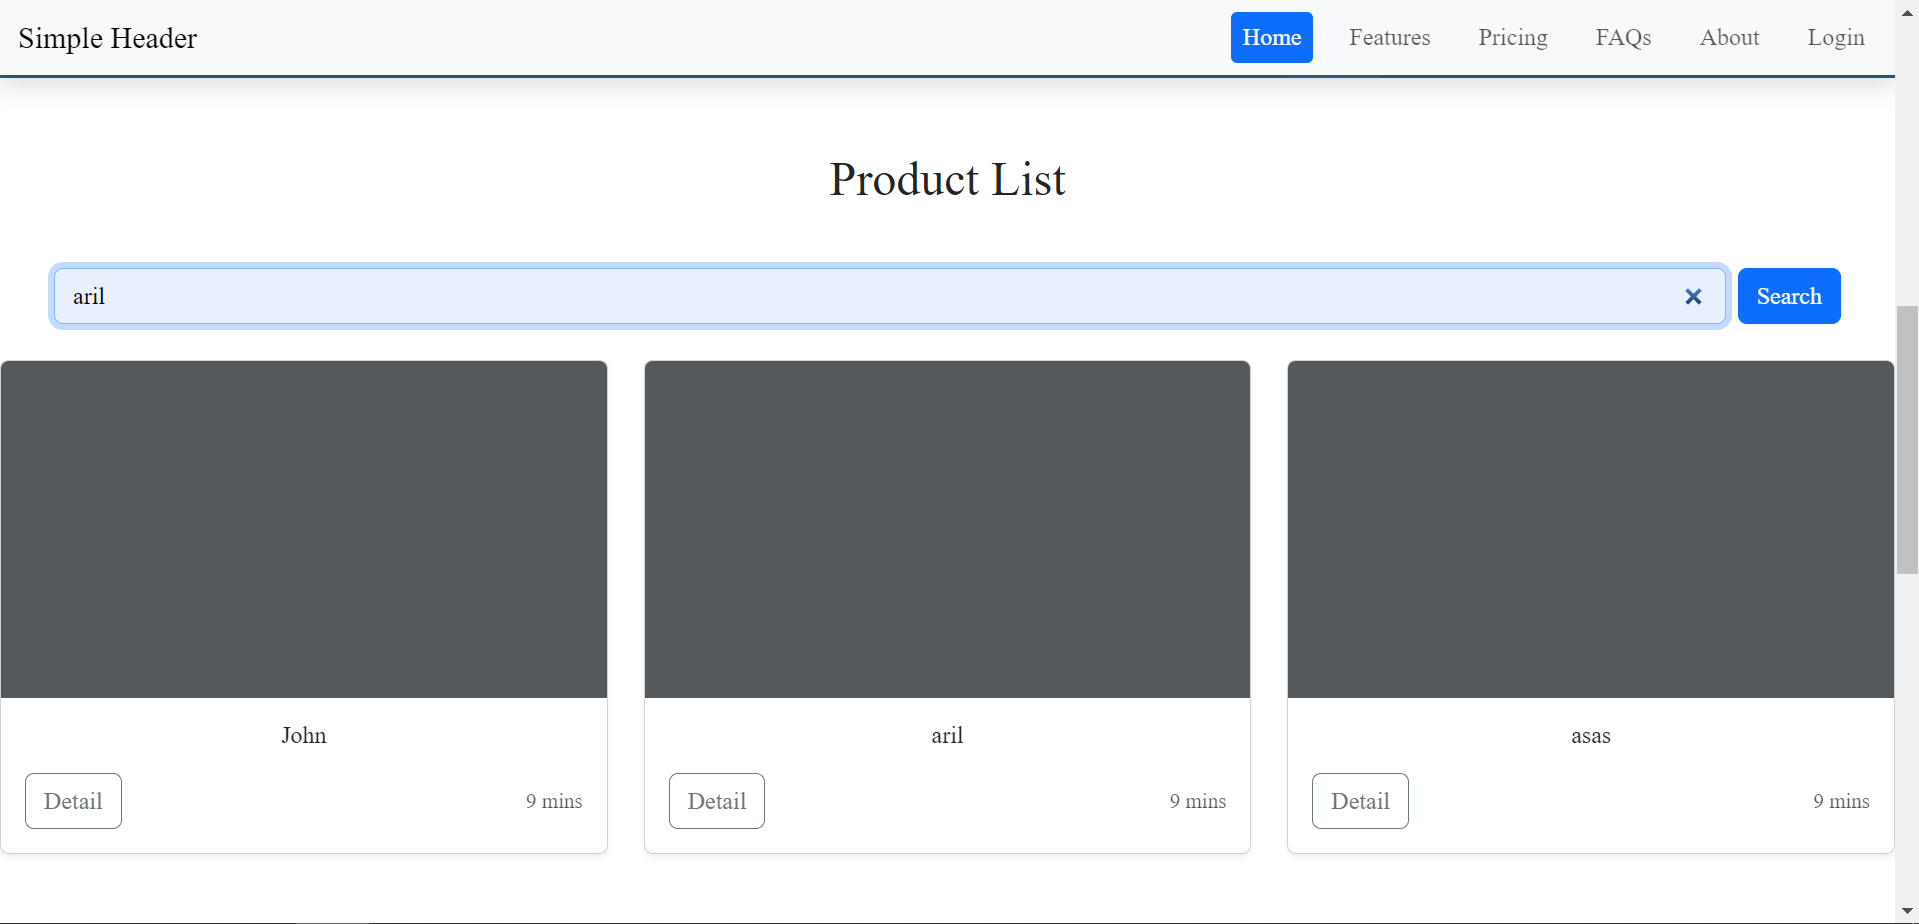 Simple Header
Home Features Pricing FAQs About Login
Product List
aril
Search
John
Detail 9 mins
aril
Detail 9 mins
asas
Detail 9 mins